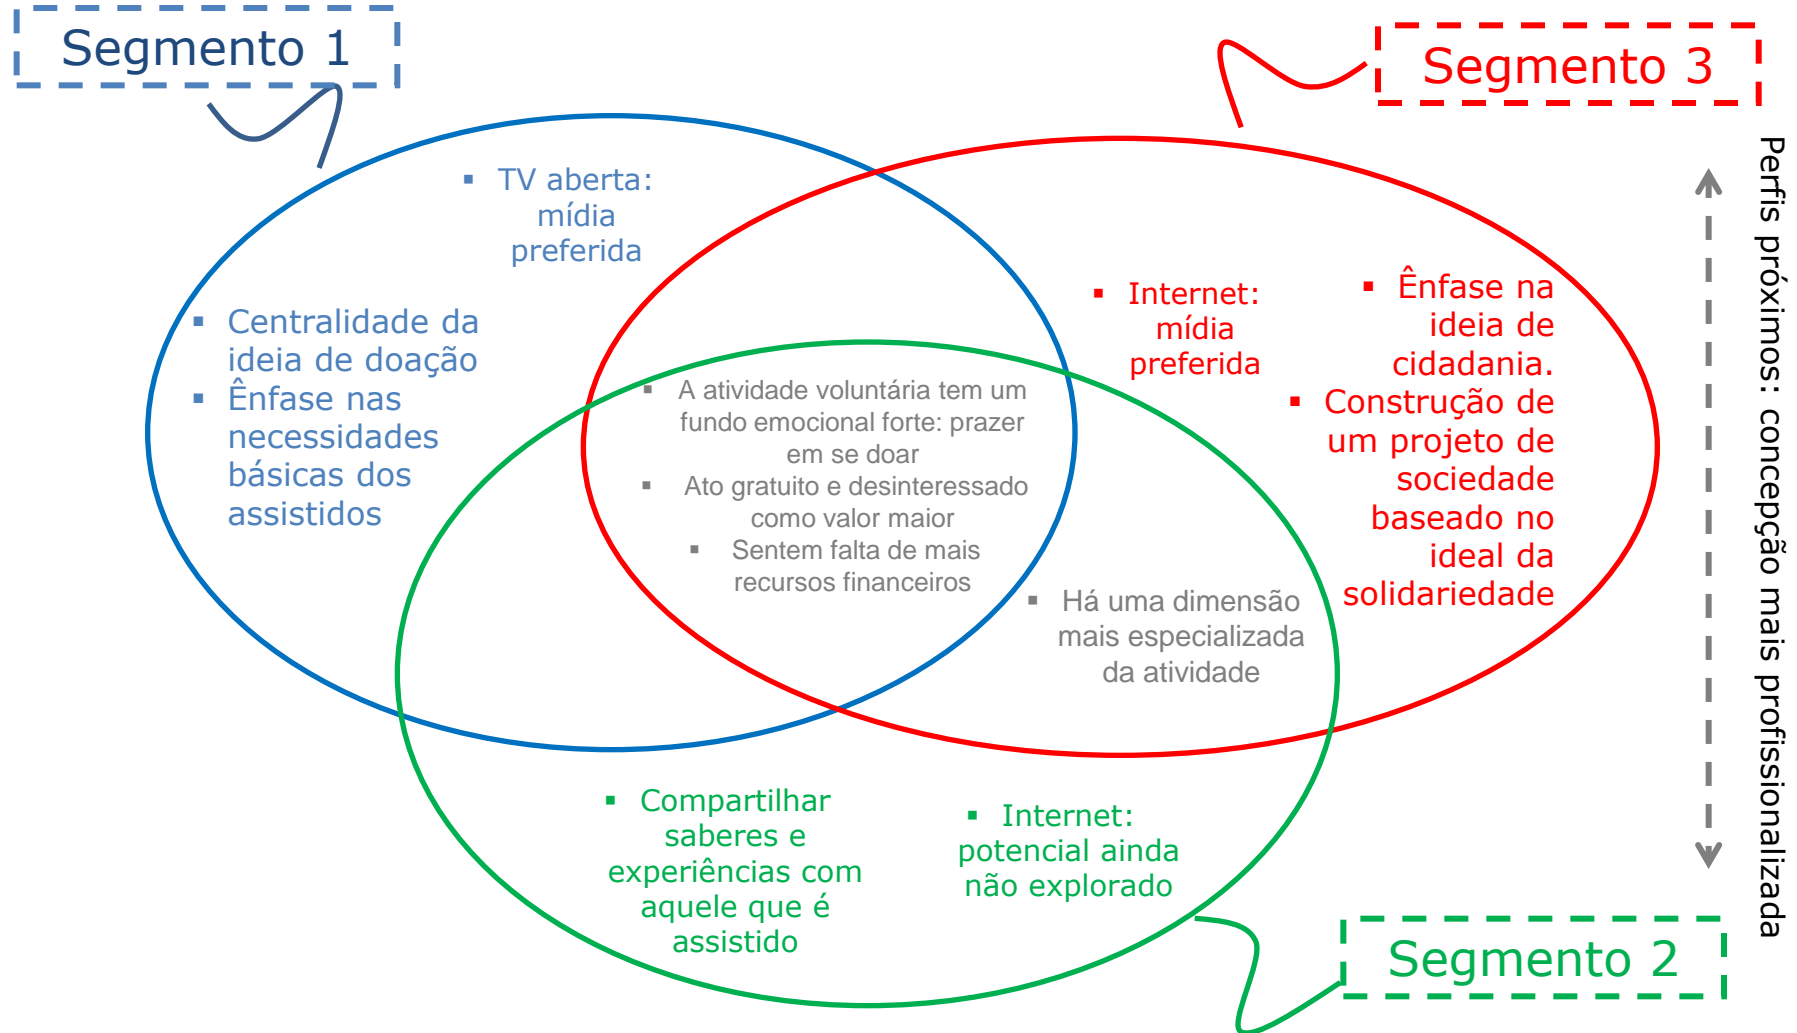 Segmento 1
Segmento 3
▪ TV aberta:
mídia
preferida
▪ Centralidade da
ideia de doação
▪ Ênfase nas
necessidades
básicas dos
assistidos
▪ A atividade voluntária tem um
fundo emocional forte: prazer
em se doar
▪ Ato gratuito e desinteressado
como valor maior
▪ Sentem falta de mais
recursos financeiros
▪ Internet:
mídia
preferida
▪ Ênfase na
ideia de
cidadania.
▪ Construção de
um projeto de
sociedade
baseado no
ideal da
solidariedade
▪ Há uma dimensão
mais especializada
da atividade
▪ Compartilhar
saberes e
experiências com
aquele que é
assistido
▪ Internet:
potencial ainda
não explorado
Segmento 2
Perfis próximos: concepção mais profissionalizada